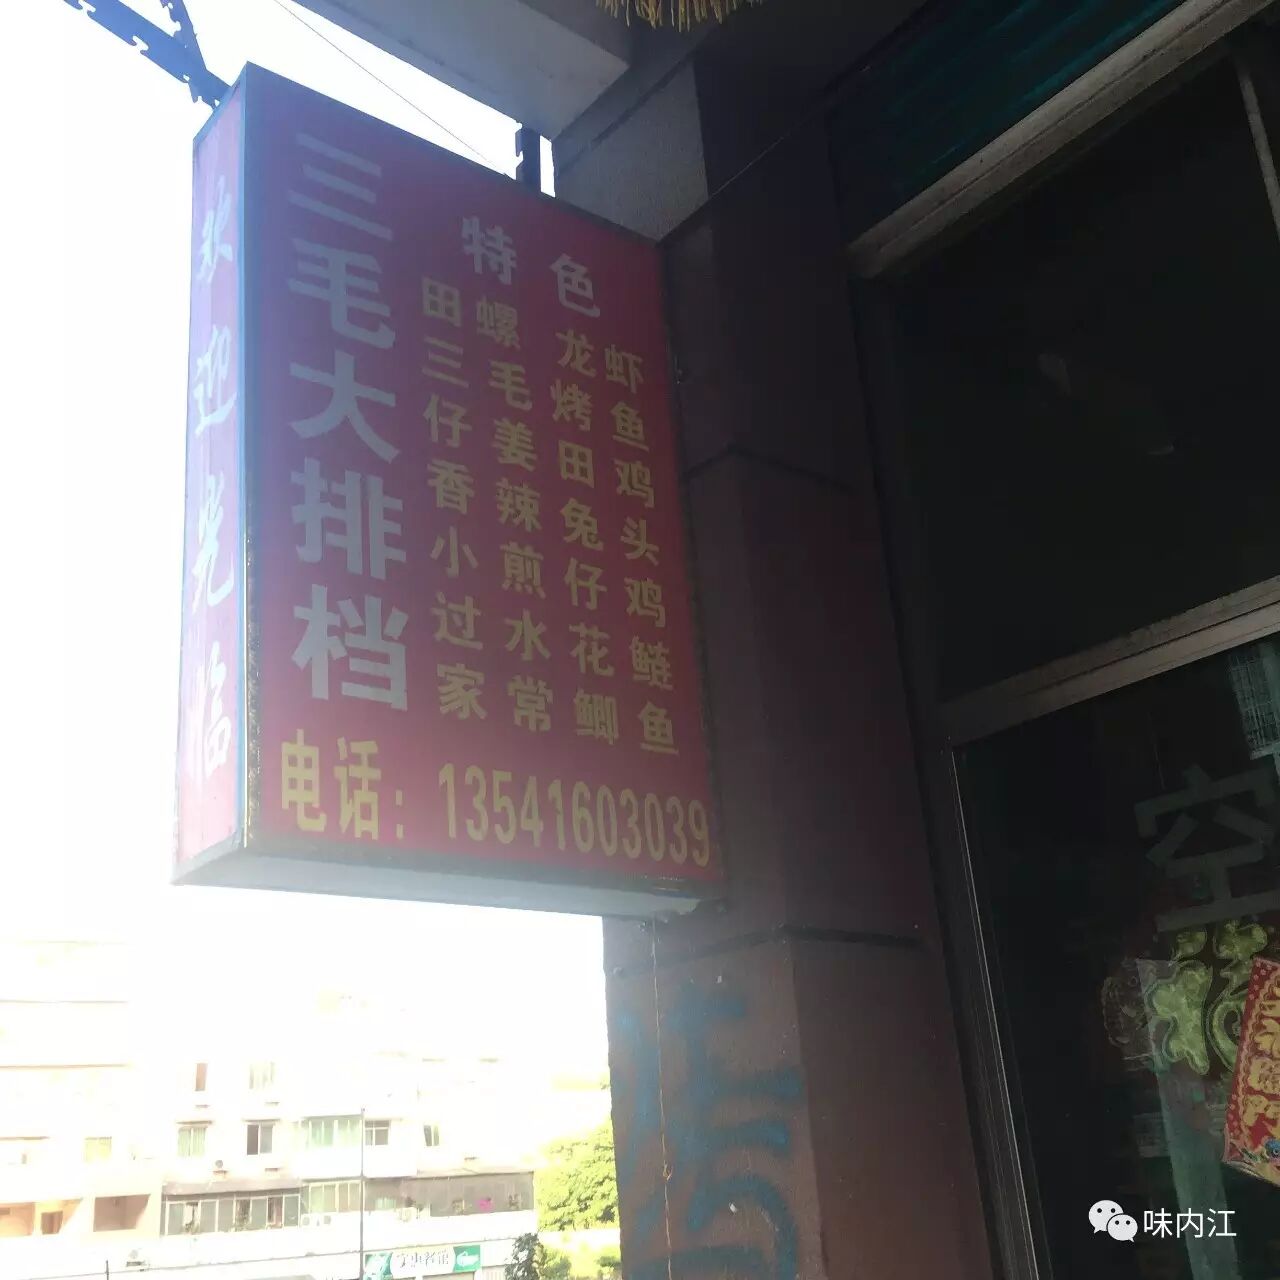 欢迎光临
三毛大排档
特色
田螺 龙虾
三毛烤鱼
仔姜田鸡
香辣兔头
小煎仔鸡
过水花鲢
家常鲫鱼
电话：13541603039
空
福
味内江